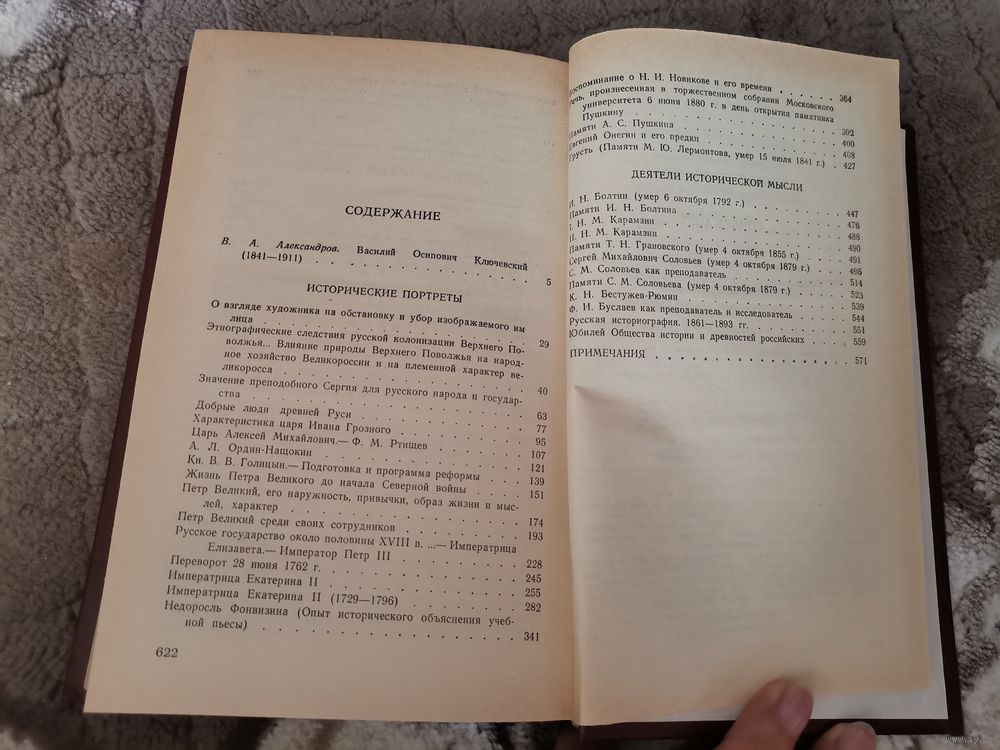 СОДЕРЖАНИЕ
В. А. Александров. Василий Осипович Ключевский
(1841—1911) . . . . . . . . . . . . 5
ИСТОРИЧЕСКИЕ ПОРТРЕТЫ
О взгляде художника на обстановку и убор изображаемого им
лица . . . . . . . . . . . . 29
Этнографические следствия русской колонизации Верхнего По-
волжья... Влияние природы Верхнего Поволжья на народ-
ное хозяйство Великороссии и на племенной характер ве-
ликоросса . . . . . . . . . . . . 40
Значение преподобного Сергия для русского народа и государ-
ства . . . . . . . . . . . . 63
Добрые люди древней Руси . . . . . . . . 77
Характеристика царя Ивана Грозного . . . . . . 95
Царь Алексей Михайлович.— Ф. М. Ртищев . . . . . 107
А. Л. Ордин-Нащокин . . . . . . . . . 121
Кн. В. В. Голицын.— Подготовка и программа реформы . . . 139
Жизнь Петра Великого до начала Северной войны . . . . 151
Петр Великий, его наружность, привычки, образ жизни и мыс-
лей, характер . . . . . . . . . . . 174
Петр Великий среди своих сотрудников . . . . . . 193
Русское государство около половины XVIII в. ...— Императрица
Елизавета.— Император Петр III . . . . . . 228
Переворот 28 июня 1762 г. . . . . . . . . 245
Императрица Екатерина II . . . . . . . . . 255
Императрица Екатерина II (1729—1796) . . . . . . 282
Недоросль Фонвизина (Опыт исторического объяснения учеб-
ной пьесы) . . . . . . . . . . . . 341
622
Воспоминание о Н. И. Новикове и его времени . . . . . . 364
Речь, произнесенная в торжественном собрании Московского
университета 6 июня 1880 г. в день открытия памятника
Пушкину . . . . . . . . . . . . 392
Памяти А. С. Пушкина . . . . . . . . . 400
Евгений Онегин и его предки . . . . . . . . 408
Грусть (Памяти М. Ю. Лермонтова, умер 15 июля 1841 г.) . 427
ДЕЯТЕЛИ ИСТОРИЧЕСКОЙ МЫСЛИ
И. Н. Болтин (умер 6 октября 1792 г.) . . . . . . 447
Памяти И. Н. Болтина . . . . . . . . . 476
I. Н. М. Карамзин . . . . . . . . . . 488
II. Н. М. Карамзин . . . . . . . . . . 490
Памяти Т. Н. Грановского (умер 4 октября 1855 г.) . . . . 491
Сергей Михайлович Соловьев (умер 4 октября 1879 г.) . . . 496
С. М. Соловьев как преподаватель . . . . . . . 514
Памяти С. М. Соловьева (умер 4 октября 1879 г.) . . . . 523
К. Н. Бестужев-Рюмин . . . . . . . . . 539
Ф. И. Буслаев как преподаватель и исследователь . . . . 544
Русская историография. 1861—1893 гг. . . . . . . 551
Юбилей Общества истории и древностей российских . . . . 559
ПРИМЕЧАНИЯ . . . . . . . . . . . . 571